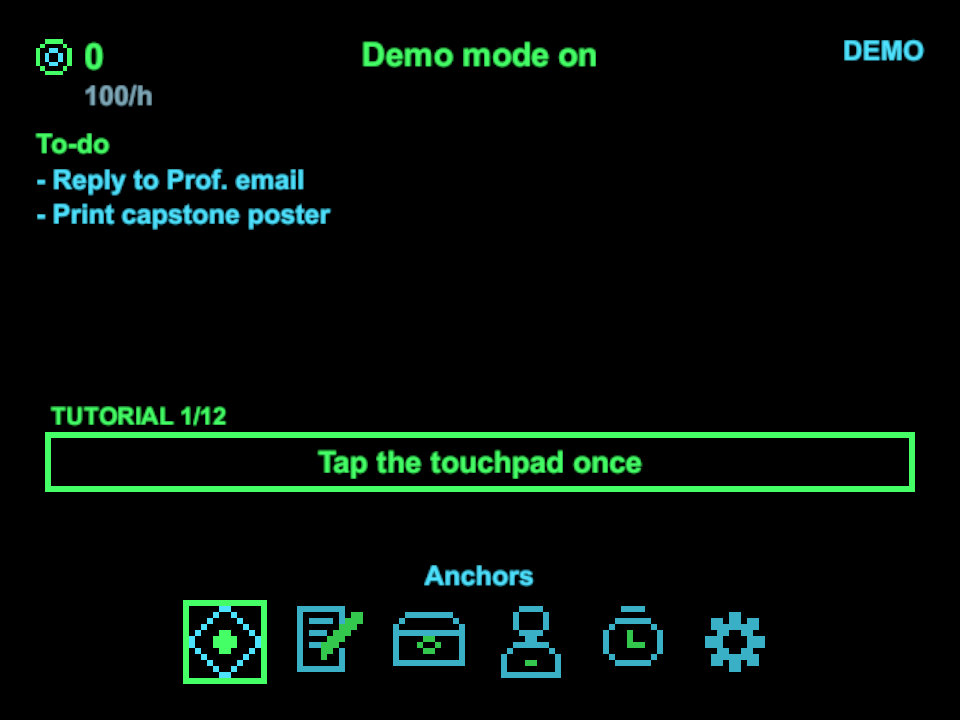 0
Demo mode on
DEMO
100/h
To-do
- Reply to Prof. email
- Print capstone poster
TUTORIAL 1/12
Tap the touchpad once
Anchors